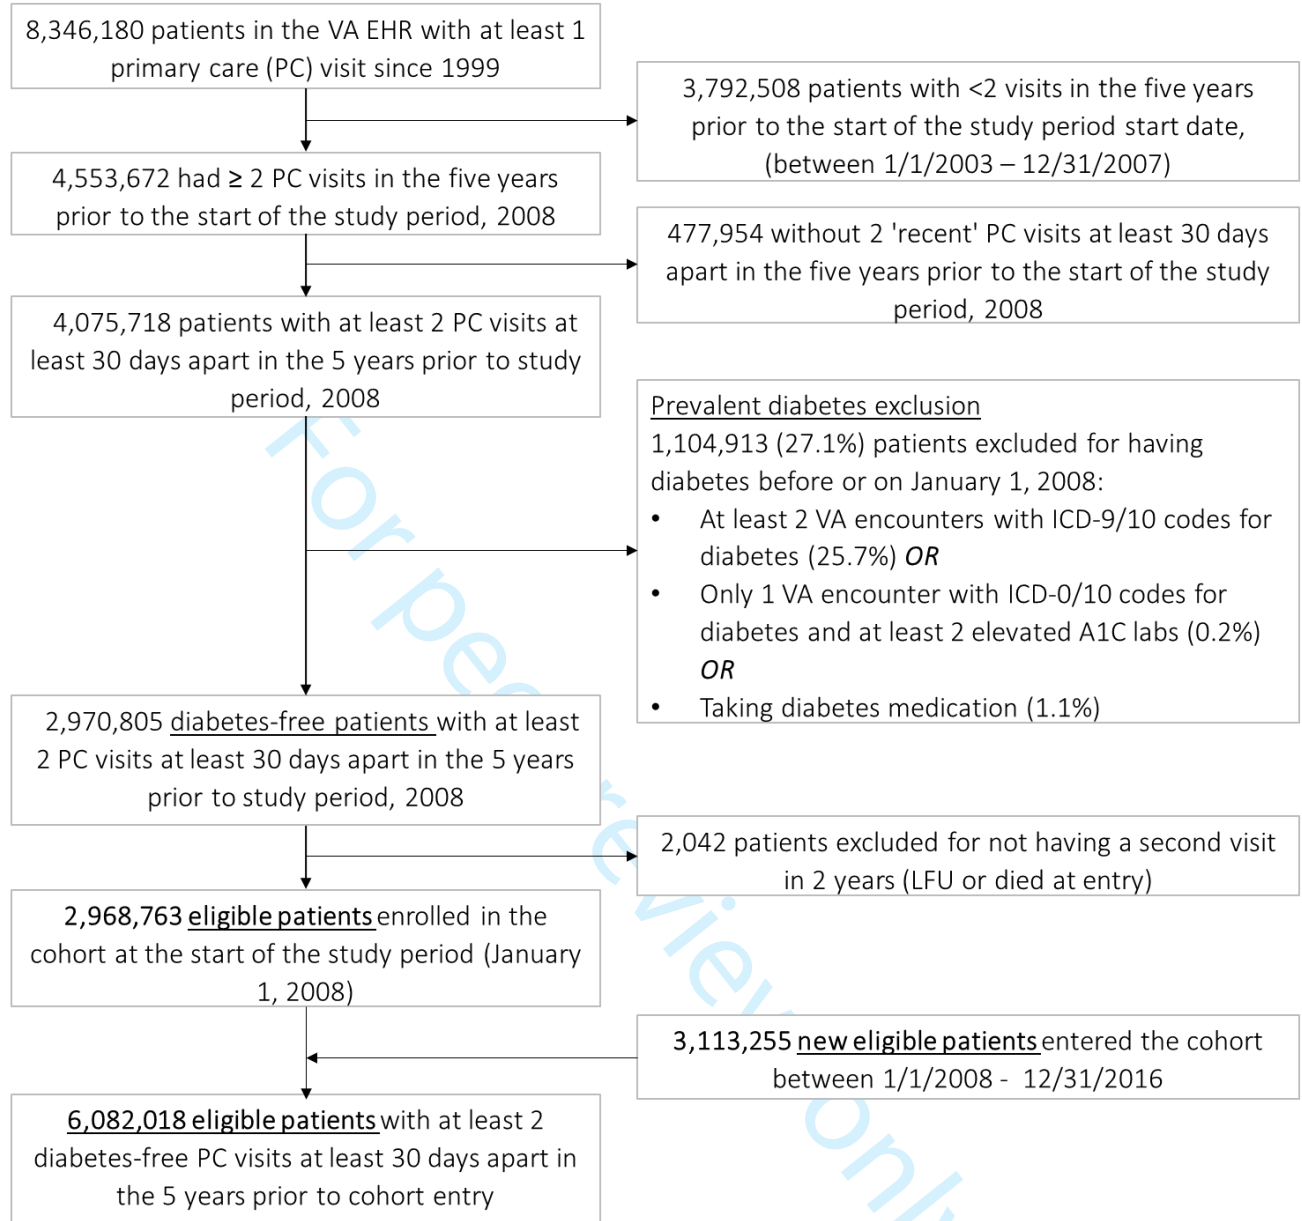 8,346,180 patients in the VA EHR with at least 1
primary care (PC) visit since 1999
3,792,508 patients with <2 visits in the five years
prior to the start of the study period start date,
(between 1/1/2003 – 12/31/2007)
4,553,672 had ≥ 2 PC visits in the five years
prior to the start of the study period, 2008
477,954 without 2 'recent' PC visits at least 30 days
apart in the five years prior to the start of the study
period, 2008
4,075,718 patients with at least 2 PC visits at
least 30 days apart in the 5 years prior to study
period, 2008
Prevalent diabetes exclusion
1,104,913 (27.1%) patients excluded for having
diabetes before or on January 1, 2008:
• At least 2 VA encounters with ICD-9/10 codes for
diabetes (25.7%) OR
• Only 1 VA encounter with ICD-0/10 codes for
diabetes and at least 2 elevated A1C labs (0.2%)
OR
• Taking diabetes medication (1.1%)
2,970,805 diabetes-free patients with at least
2 PC visits at least 30 days apart in the 5 years
prior to study period, 2008
2,042 patients excluded for not having a second visit
in 2 years (LFU or died at entry)
2,968,763 eligible patients enrolled in the
cohort at the start of the study period (January
1, 2008)
3,113,255 new eligible patients entered the cohort
between 1/1/2008 - 12/31/2016
6,082,018 eligible patients with at least 2
diabetes-free PC visits at least 30 days apart in
the 5 years prior to cohort entry
For peer review only